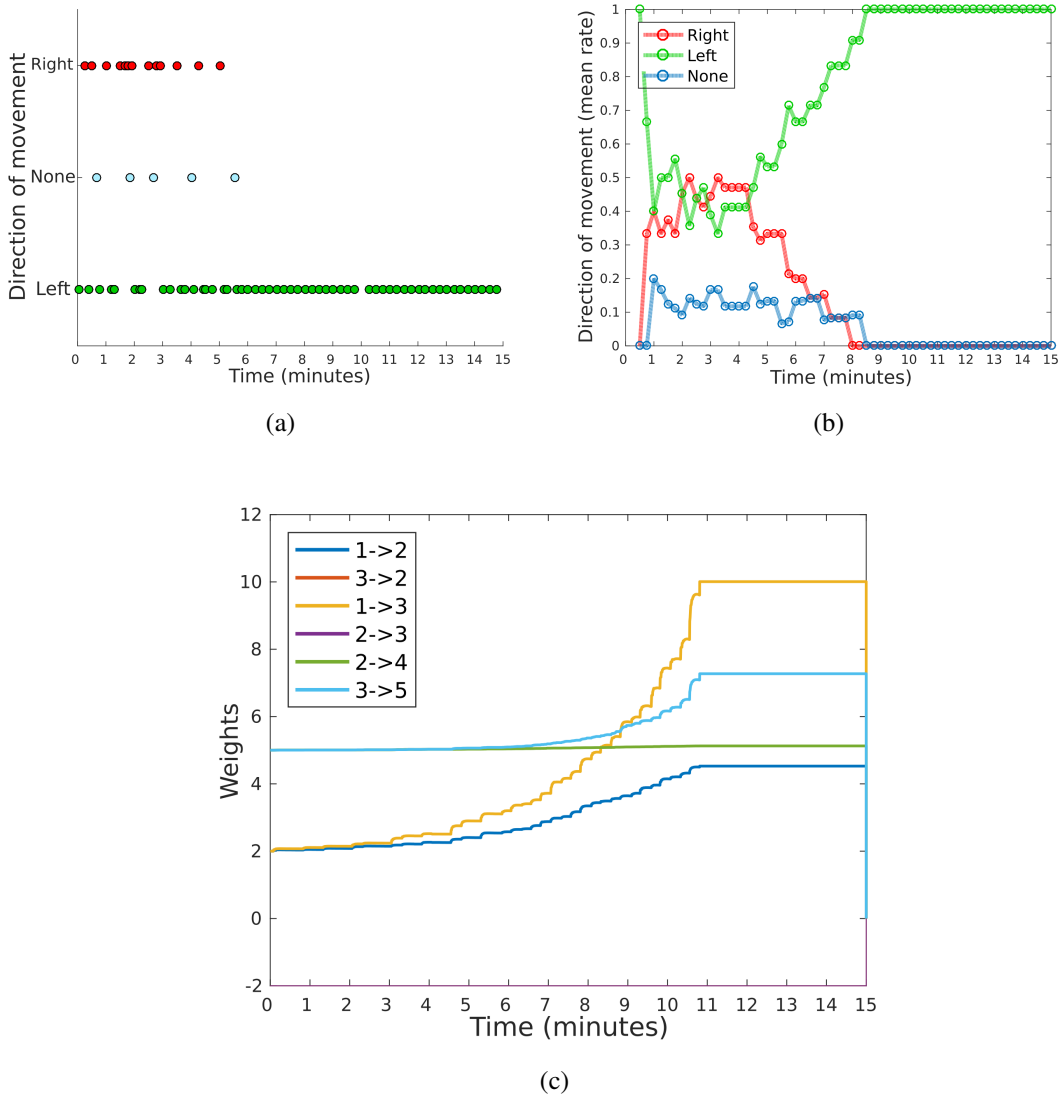 Direction of movement
Right
None
Left
0 1 2 3 4 5 6 7 8 9 10 11 12 13 14 15
Time (minutes)
(a)
Direction of movement (mean rate)
1
0.9
0.8
0.7
0.6
0.5
0.4
0.3
0.2
0.1
0
Right
Left
None
0 1 2 3 4 5 6 7 8 9 10 11 12 13 14 15
Time (minutes)
(b)
Weights
12
10
8
6
4
2
0
-2
1->2
3->2
1->3
2->3
2->4
3->5
0 1 2 3 4 5 6 7 8 9 10 11 12 13 14 15
Time (minutes)
(c)